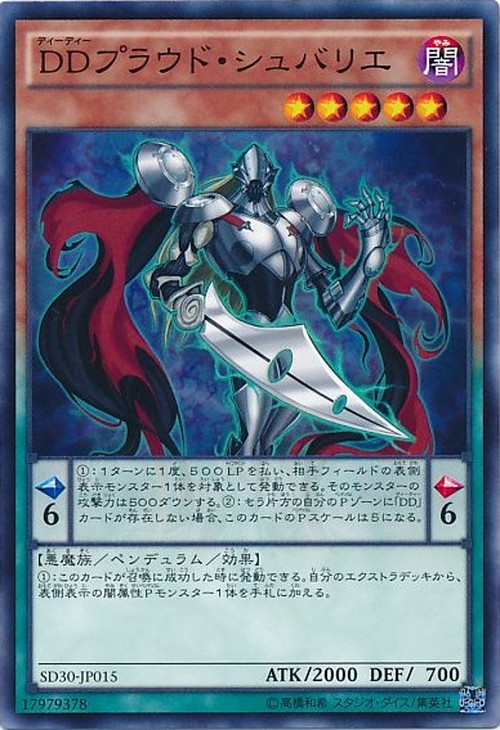 ディーディー
DDプラウド・シュバリエ
やみ
闇
①:1ターンに1度、500LPを払い、相手フィールドの表側
表示モンスター1体を対象として発動できる。そのモンスターの
攻撃力は500ダウンする。②:もう片方の自分のPゾーンに「DD」
カードが存在しない場合、このカードのPスケールは5になる。
6
6
【悪魔族/ペンデュラム/効果】
①:このカードが召喚に成功した時に発動できる。自分のエクストラデッキから、
表側表示の闇属性Pモンスター1体を手札に加える。
SD30-JP015
ATK/2000 DEF/ 700
17979378
©高橋和希 スタジオ・ダイス/集英社